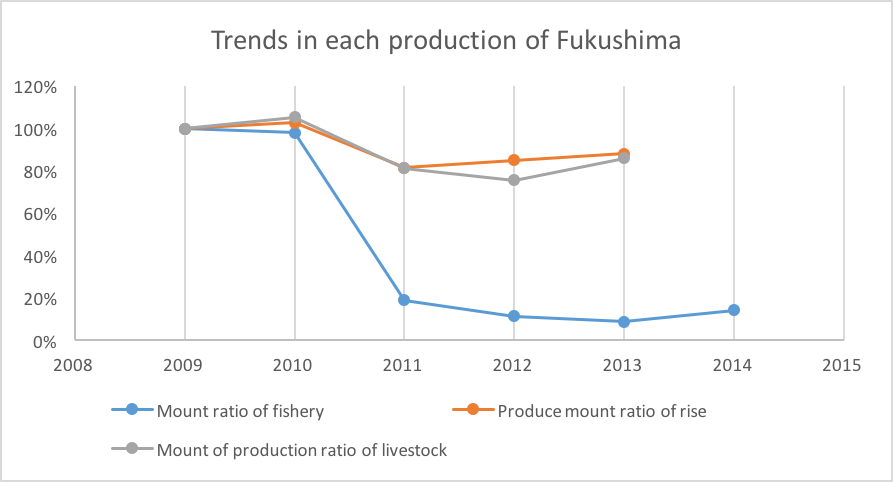 Trends in each production of Fukushima
120%
100%
80%
60%
40%
20%
0%
2008 2009 2010 2011 2012 2013 2014 2015
Mount ratio of fishery Produce mount ratio of rise
Mount of production ratio of livestock